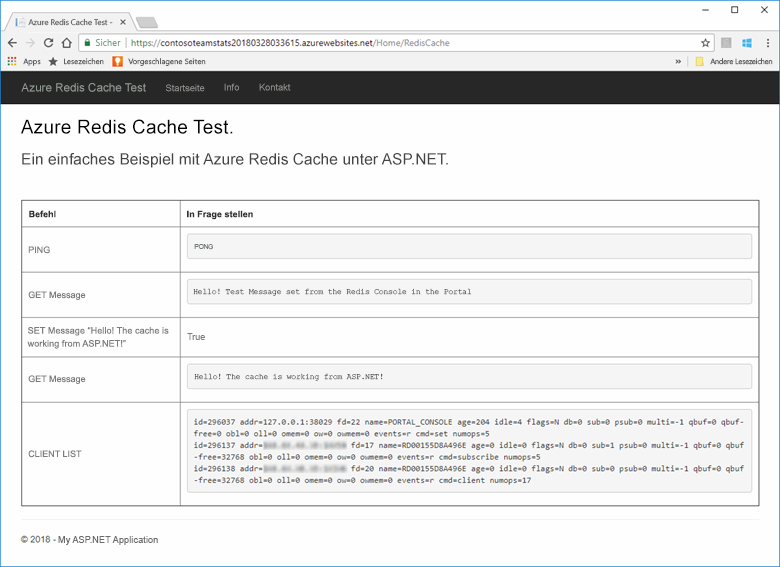 Azure Redis Cache Test -
Sicher | https://contosoteamstats20180328033615.azurewebsites.net/Home/RedisCache
Apps Lesezeichen Vorgeschlagene Seiten » Andere Lesezeichen
Azure Redis Cache Test Startseite Info Kontakt
Azure Redis Cache Test.
Ein einfaches Beispiel mit Azure Redis Cache unter ASP.NET.
Befehl In Frage stellen
PING PONG
GET Message Hello! Test Message set from the Redis Console in the Portal
SET Message "Hello! The cache is
working from ASP.NET!"
True
GET Message Hello! The cache is working from ASP.NET!
CLIENT LIST
id=296037 addr=127.0.0.1:38029 fd=22 name=PORTAL_CONSOLE age=204 idle=4 flags=N db=0 sub=0 psub=0 multi=-1 qbuf=0 qbuf-
free=0 obl=0 oll=0 omem=0 ow=0 owmem=0 events=r cmd=set numops=5
id=296137 addr= fd=17 name=RD00155D8A496E age=0 idle=0 flags=N db=0 sub=1 psub=0 multi=-1 qbuf=0 qbuf
-free=32768 obl=0 oll=0 omem=0 ow=0 owmem=0 events=r cmd=subscribe numops=5
id=296138 addr= fd=20 name=RD00155D8A496E age=0 idle=0 flags=N db=0 sub=0 psub=0 multi=-1 qbuf=0 qbuf
-free=32768 obl=0 oll=0 omem=0 ow=0 owmem=0 events=r cmd=client numops=17
© 2018 - My ASP.NET Application